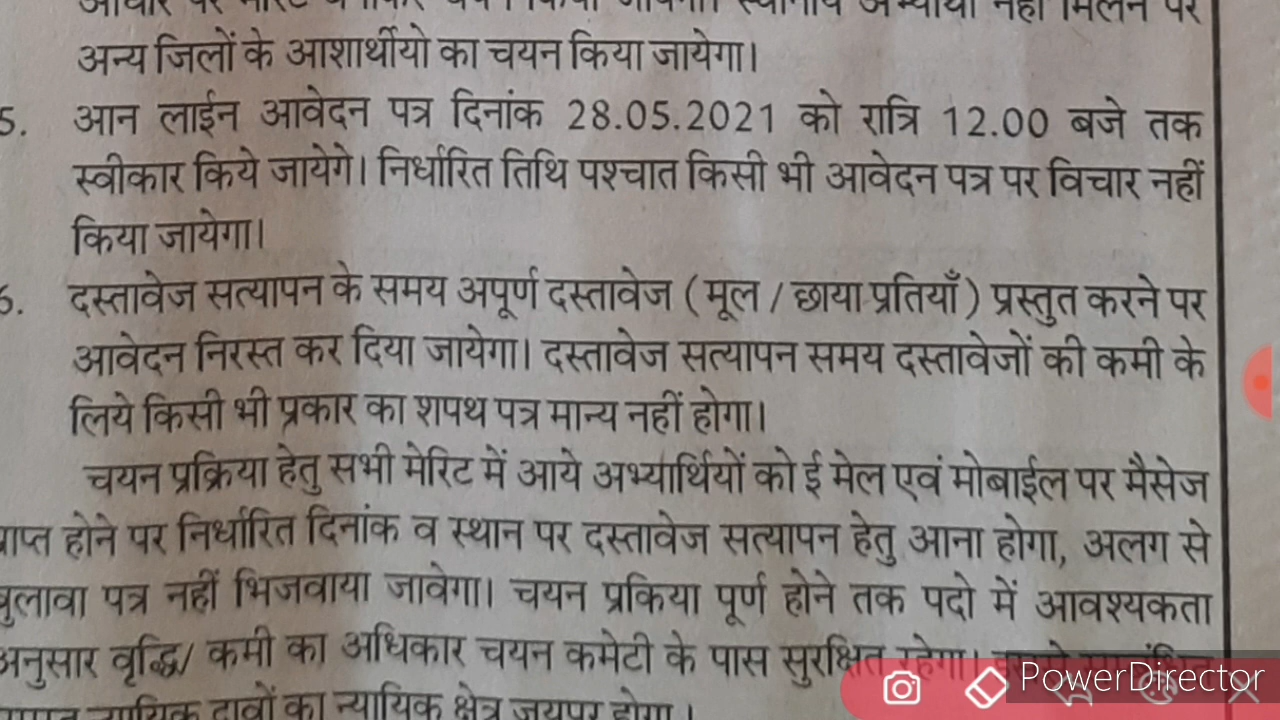 पर मेरिट नहीं मिलने पर
अन्य जिलों के आशार्थीयो का चयन किया जायेगा।
5. आन लाईन आवेदन पत्र दिनांक 28.05.2021 को रात्रि 12.00 बजे तक
स्वीकार किये जायेगे। निर्धारित तिथि पश्चात किसी भी आवेदन पत्र पर विचार नहीं
किया जायेगा।
6. दस्तावेज सत्यापन के समय अपूर्ण दस्तावेज ( मूल / छाया प्रतियाँ ) प्रस्तुत करने पर
आवेदन निरस्त कर दिया जायेगा। दस्तावेज सत्यापन समय दस्तावेजों की कमी के
लिये किसी भी प्रकार का शपथ पत्र मान्य नहीं होगा।
चयन प्रक्रिया हेतु सभी मेरिट में आये अभ्यार्थियों को ई मेल एवं मोबाईल पर मैसेज
प्राप्त होने पर निर्धारित दिनांक व स्थान पर दस्तावेज सत्यापन हेतु आना होगा, अलग से
बुलावा पत्र नहीं भिजवाया जावेगा। चयन प्रकिया पूर्ण होने तक पदो में आवश्यकता
अनुसार वृद्धि/ कमी का अधिकार चयन कमेटी के पास सुरक्षित रहेगा।
न्यायिक दावों का न्यायिक क्षेत्र जयपुर होगा।
PowerDirector